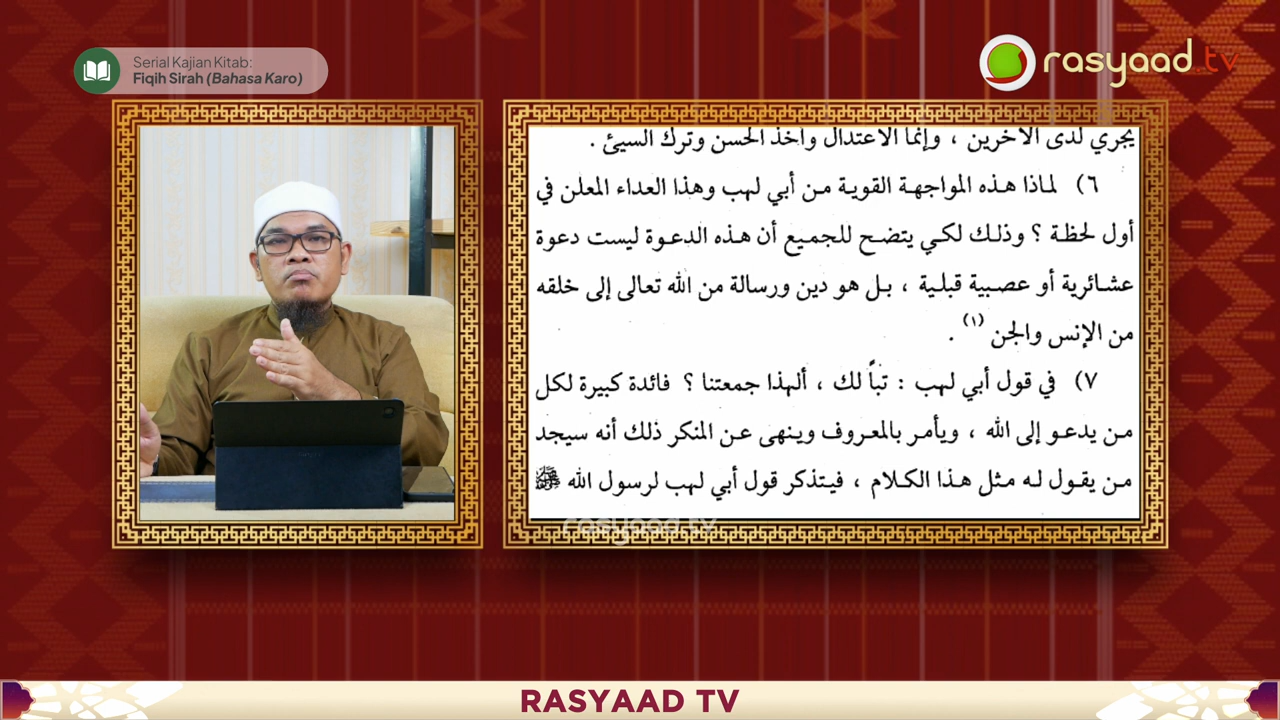 Serial Kajian Kitab:
Fiqih Sirah (Bahasa Karo)
rasyaad tv
يجري لدى الآخرين ، وإنما الاعتدال وأخذ الحسن وترك السيئ .
٦) لماذا هذه المواجهة القوية من أبي لهب وهذا العداء المعلن في
أول لحظة ؟ وذلك لكي يتضح للجميع أن هذه الدعوة ليست دعوة
عشائرية أو عصبية قبلية ، بل هو دين ورسالة من الله تعالى إلى خلقه
من الإنس والجن (١) .
٧) في قول أبي لهب : تباً لك ، ألهذا جمعتنا ؟ فائدة كبيرة لكل
من يدعو إلى الله ، ويأمر بالمعروف وينهى عن المنكر ذلك أنه سيجد
من يقول له مثل هذا الكلام ، فيتذكر قول أبي لهب لرسول الله ﷺ
rasyaad tv
RASYAAD TV